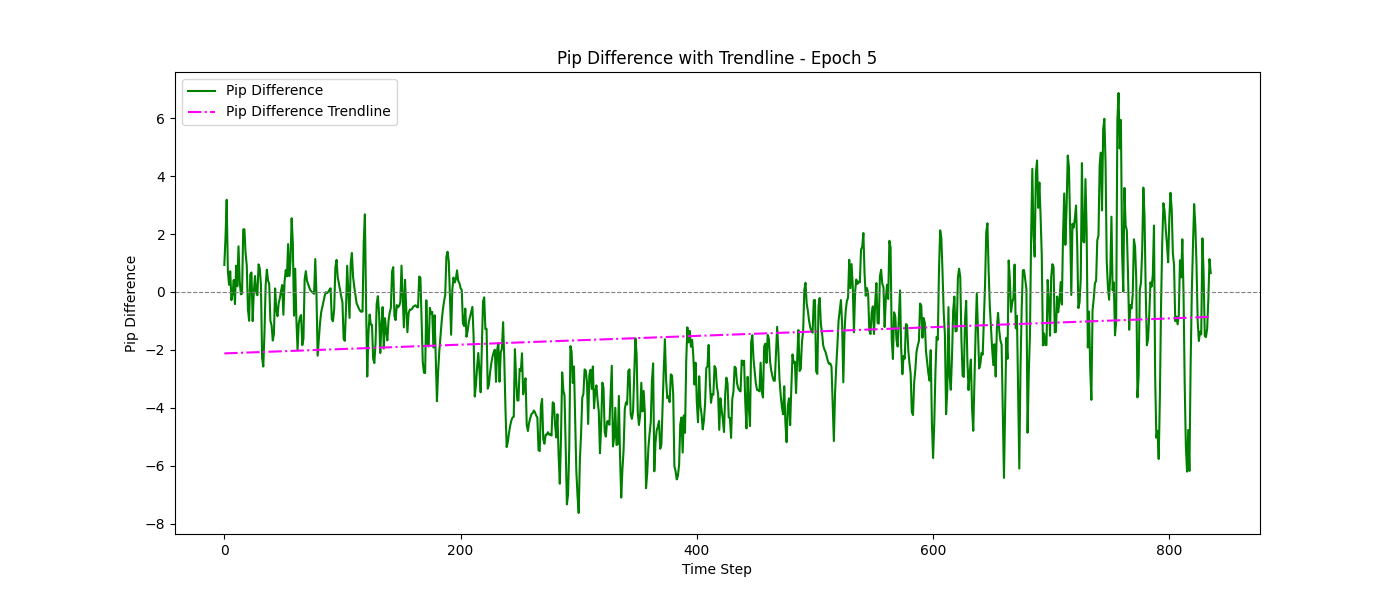 Pip Difference with Trendline - Epoch 5
Pip Difference
Pip Difference Trendline
6
4
2
0
−2
−4
−6
−8
Pip Difference
0 200 400 600 800
Time Step